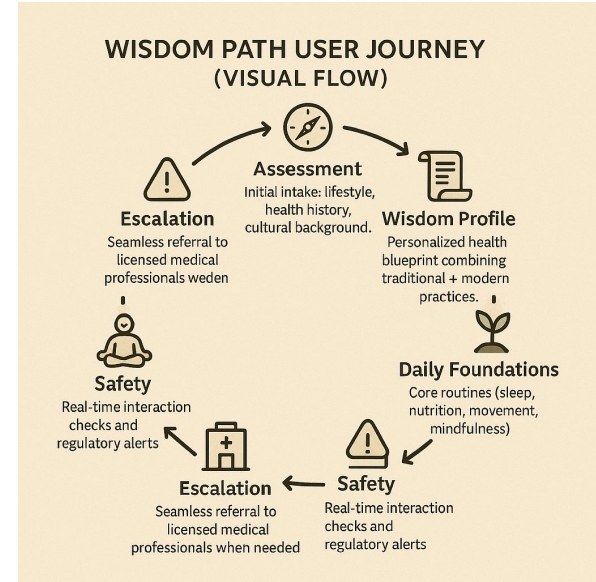 WISDOM PATH USER JOURNEY
(VISUAL FLOW)
Assessment
Initial intake: lifestyle,
health history,
cultural background.
Wisdom Profile
Personalized health
blueprint combining
traditional + modern
practices.
Daily Foundations
Core routines (sleep,
nutrition, movement,
mindfulness)
Safety
Real-time interaction
checks and
regulatory alerts
Escalation
Seamless referral to
licensed medical
professionals when needed
Safety
Real-time interaction
checks and
regulatory alerts
Escalation
Seamless referral to
licensed medical
professionals weden